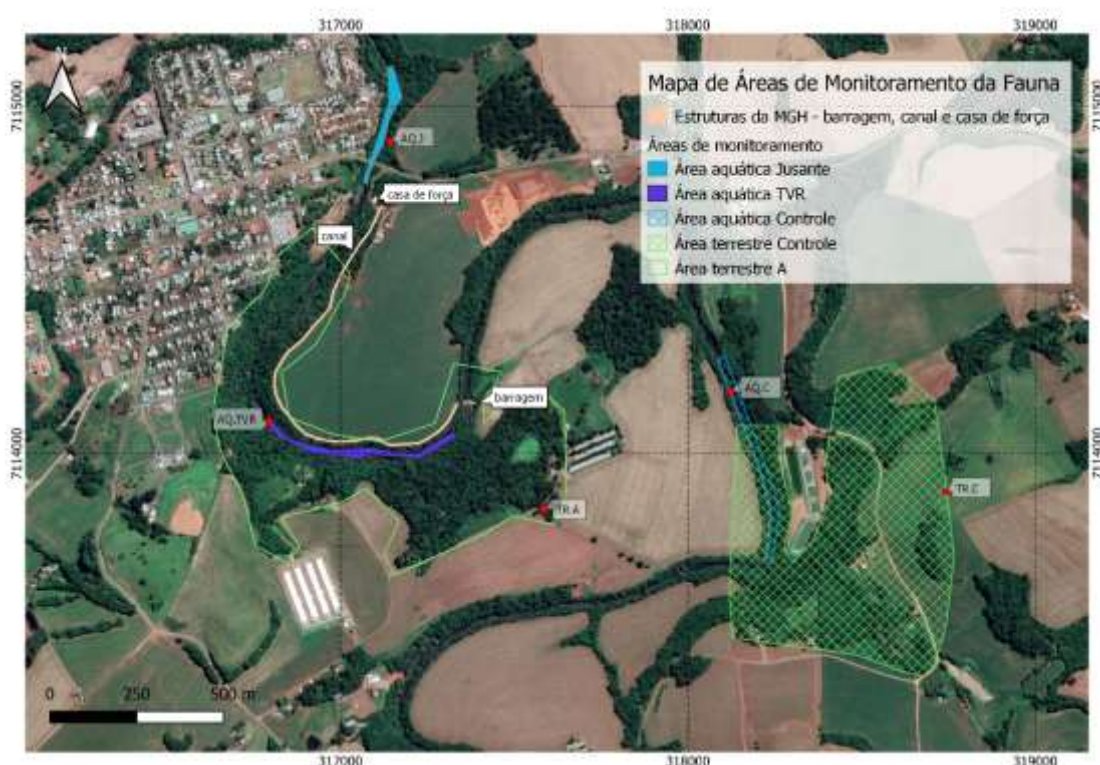 317000
318000
319000
N
7115000
7115000
Mapa de Áreas de Monitoramento da Fauna
Estruturas da MGH - barragem, canal e casa de força
Áreas de monitoramento
Área aquática Jusante
Área aquática TVR
Área aquática Controle
Área terrestre Controle
Área terrestre A
AQ.J
casa de força
canal
AQ.C
barragem
AQ.TVR
7114000
7114000
TR.C
TR.A
0 250 500 m
317000
318000
319000